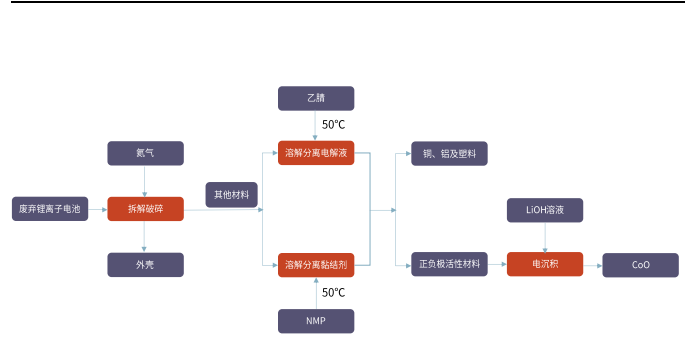 乙腈
50℃
氮气
溶解分离电解液
铜、铝及塑料
其他材料
废弃锂离子电池
拆解破碎
LiOH溶液
外壳
溶解分离黏结剂
正负极活性材料
电沉积
CoO
50℃
NMP